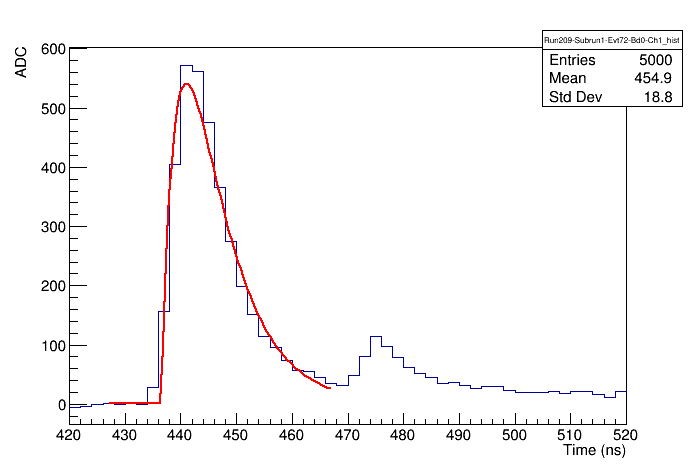 Run209-Subrun1-Evt72-Bd0-Ch1_hist
Entries 5000
Mean 454.9
Std Dev 18.8
ADC
600
500
400
300
200
100
0
420 430 440 450 460 470 480 490 500 510 520
Time (ns)